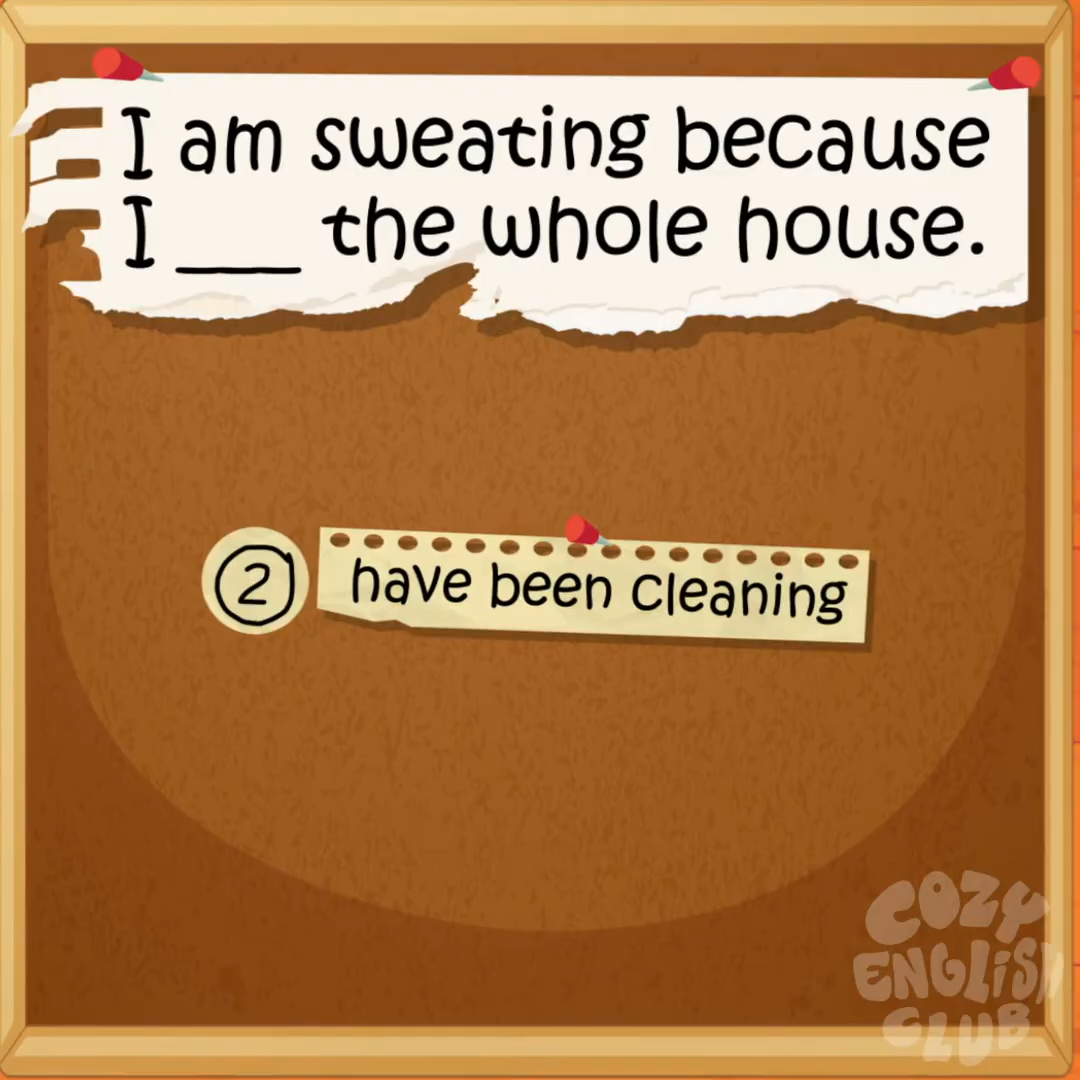 I am sweating because
I ___ the whole house.
2 have been cleaning
COZY
ENGLISH
CLUB